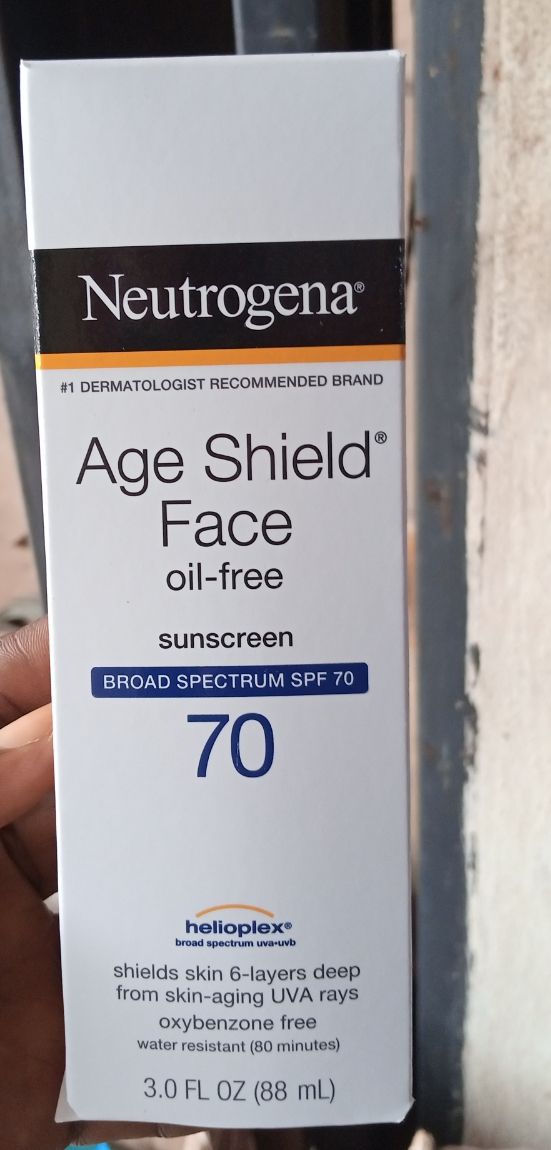 Neutrogena®
#1 DERMATOLOGIST RECOMMENDED BRAND
Age Shield®
Face
oil-free
sunscreen
BROAD SPECTRUM SPF 70
70
helioplex®
broad spectrum uva•uvb
shields skin 6-layers deep
from skin-aging UVA rays
oxybenzone free
water resistant (80 minutes)
3.0 FL OZ (88 mL)